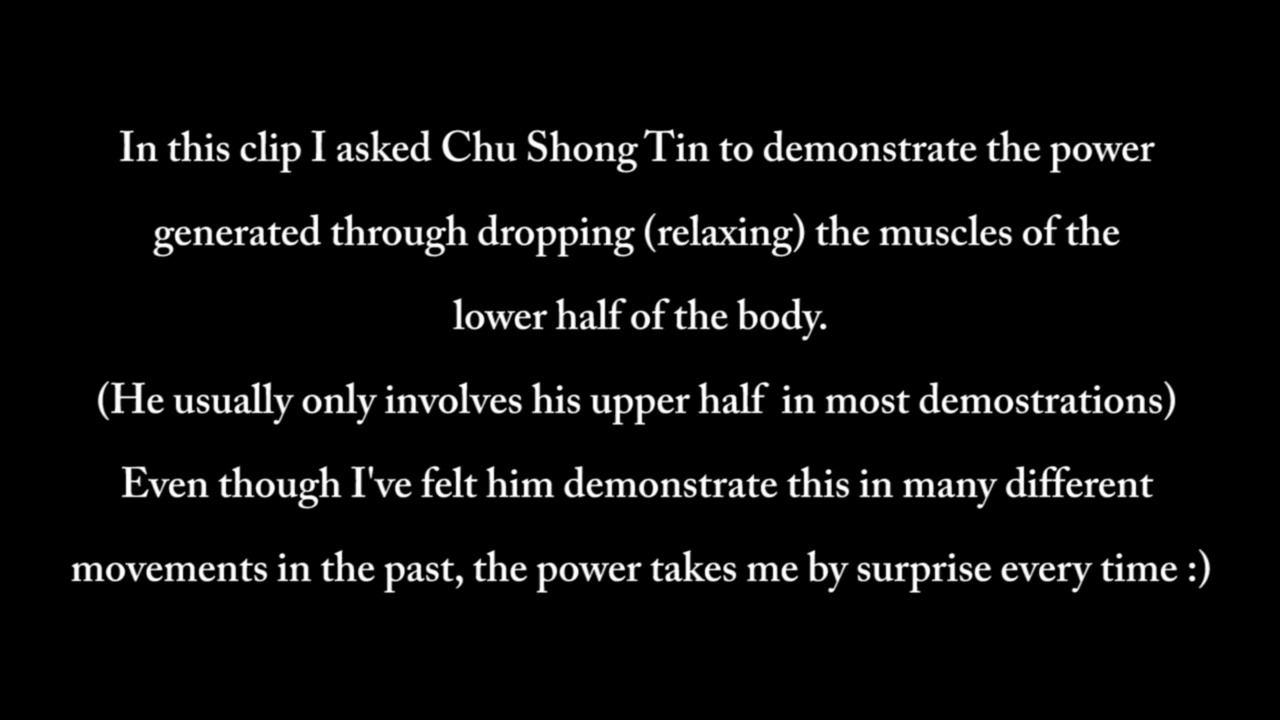 In this clip I asked Chu Shong Tin to demonstrate the power
generated through dropping (relaxing) the muscles of the
lower half of the body.
(He usually only involves his upper half in most demostrations)
Even though I've felt him demonstrate this in many different
movements in the past, the power takes me by surprise every time :)